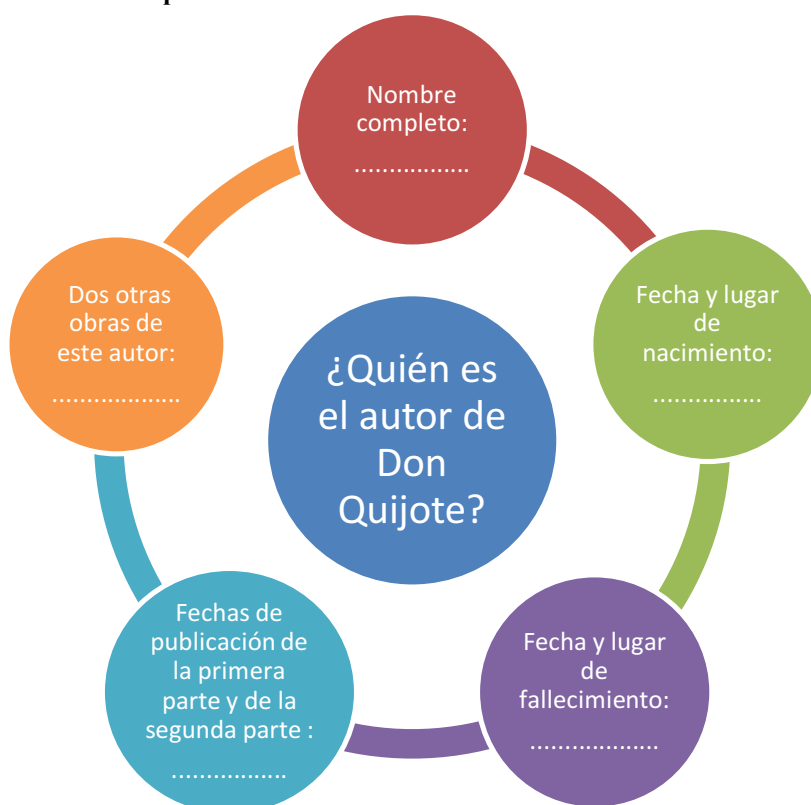 Nombre
completo:
.................
Fecha y lugar
de
nacimiento:
................
Fecha y lugar
de
fallecimiento:
...................
Fechas de
publicación de
la primera
parte y de la
segunda parte :
.................
Dos otras
obras de
este autor:
...................
¿Quién es
el autor de
Don
Quijote?